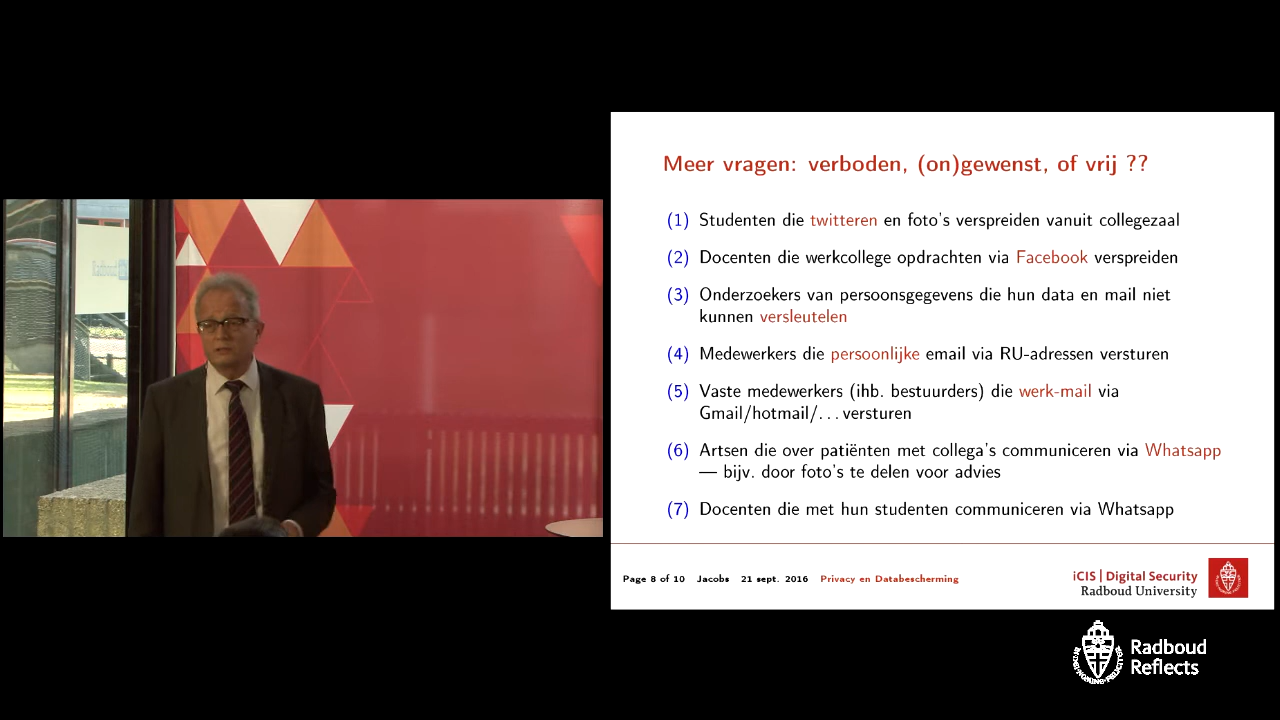 Meer vragen: verboden, (on)gewenst, of vrij ??
(1) Studenten die twitteren en foto's verspreiden vanuit collegezaal
(2) Docenten die werkcollege opdrachten via Facebook verspreiden
(3) Onderzoekers van persoonsgegevens die hun data en mail niet
kunnen versleutelen
(4) Medewerkers die persoonlijke email via RU-adressen versturen
(5) Vaste medewerkers (ihb. bestuurders) die werk-mail via
Gmail/hotmail/... versturen
(6) Artsen die over patiënten met collega's communiceren via Whatsapp
— bijv. door foto's te delen voor advies
(7) Docenten die met hun studenten communiceren via Whatsapp
Page 8 of 10 Jacobs 21 sept. 2016 Privacy en Databescherming
iCIS | Digital Security
Radboud University
Radboud
Reflects